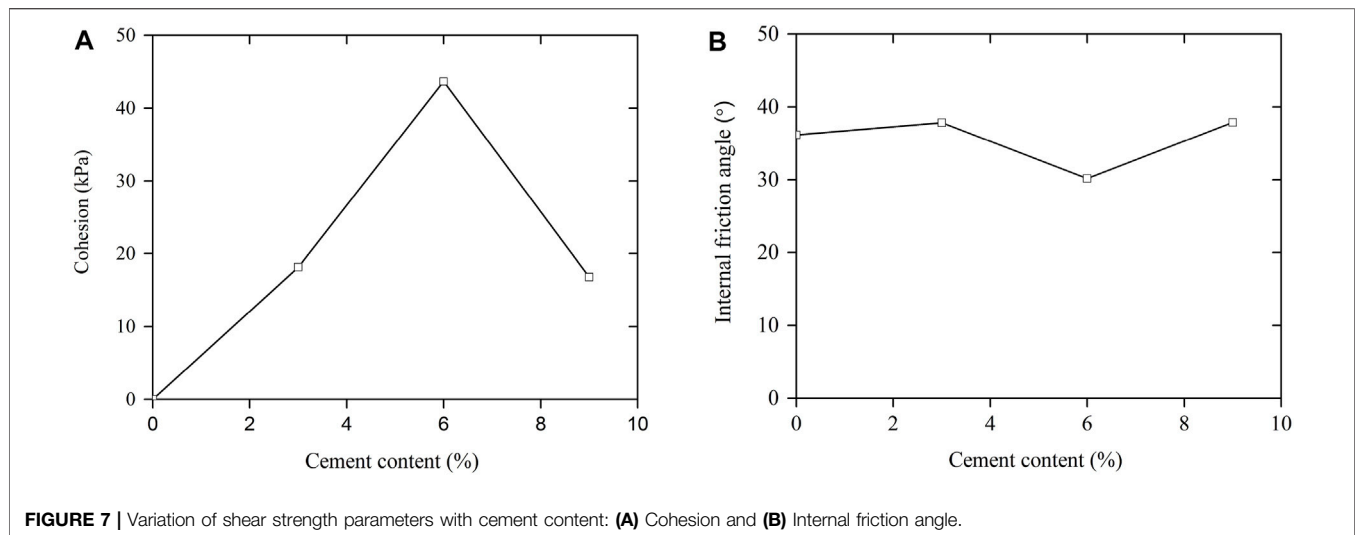 A
50
40
30
20
10
0
Cohesion (kPa)
0 2 4 6 8 10
Cement content (%)
B
50
40
30
20
10
0
Internal friction angle (°)
0 2 4 6 8 10
Cement content (%)
FIGURE 7 | Variation of shear strength parameters with cement content: (A) Cohesion and (B) Internal friction angle.